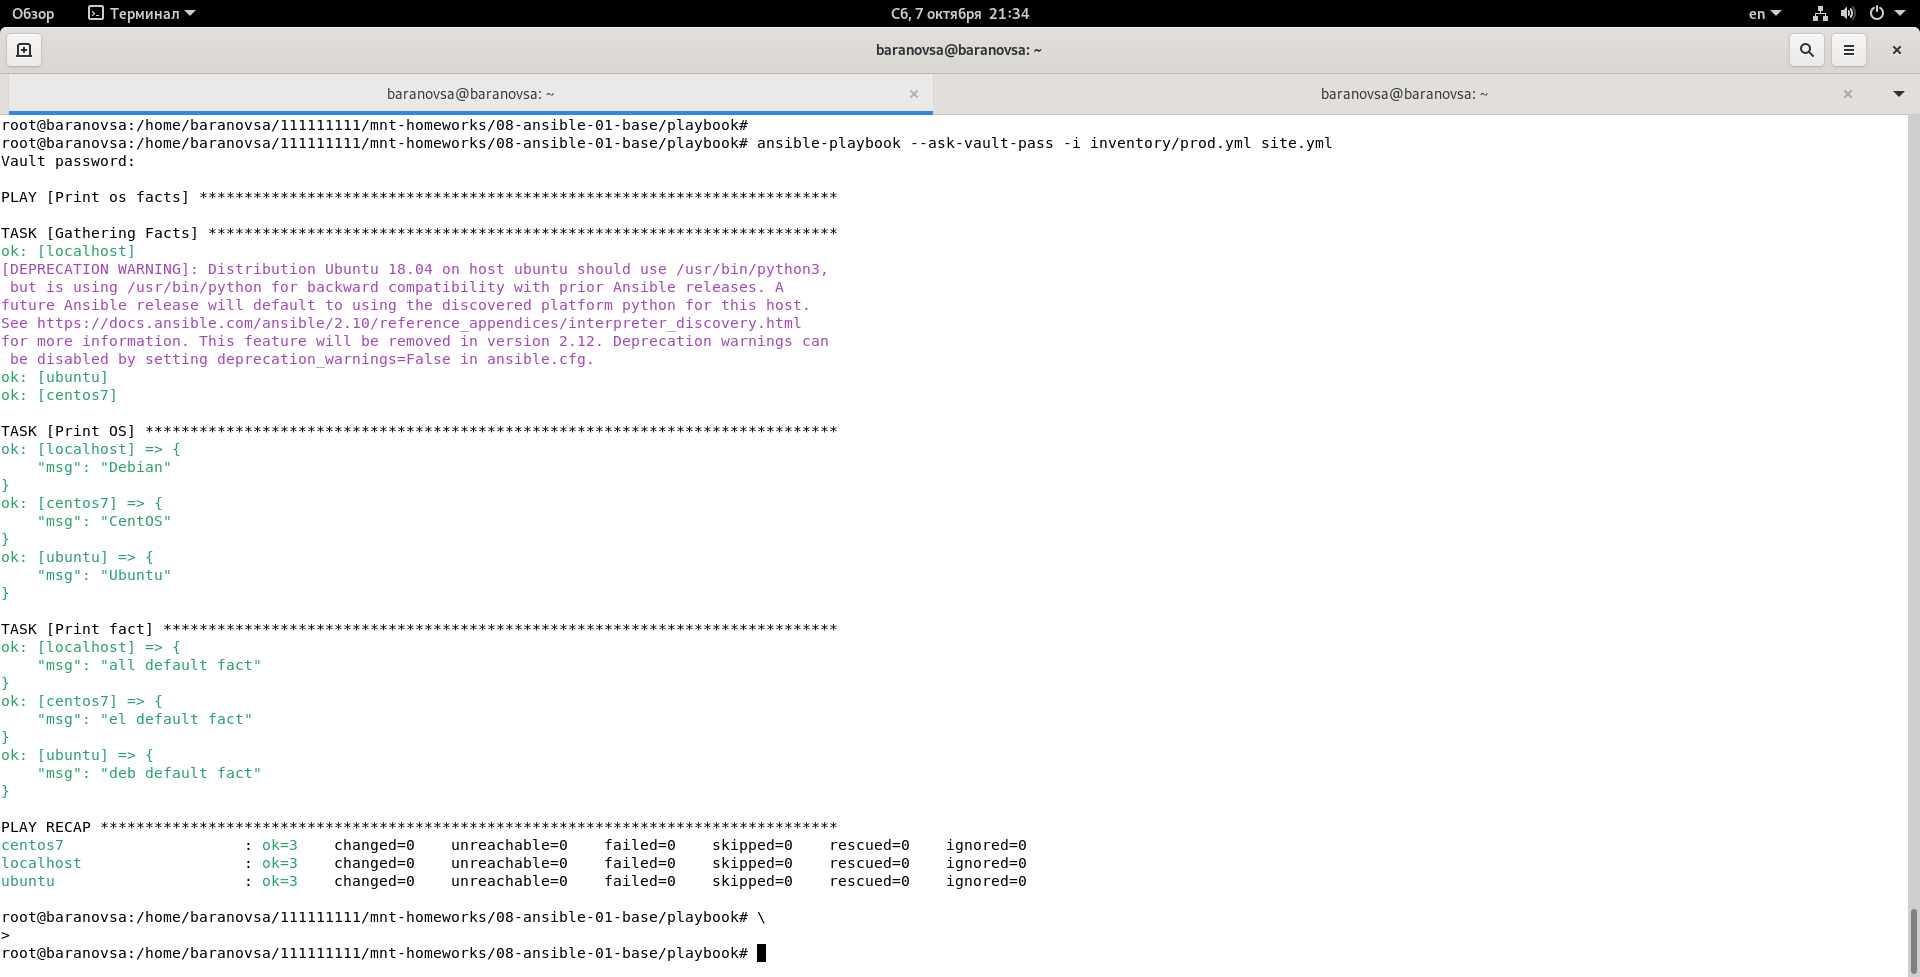 Обзор
Терминал
Сб, 7 октября 21:34
en
baranovsa@baranovsa: ~
baranovsa@baranovsa: ~
baranovsa@baranovsa: ~
root@baranovsa:/home/baranovsa/111111111/mnt-homeworks/08-ansible-01-base/playbook#
root@baranovsa:/home/baranovsa/111111111/mnt-homeworks/08-ansible-01-base/playbook# ansible-playbook --ask-vault-pass -i inventory/prod.yml site.yml
Vault password:
PLAY [Print os facts] ***********************************************************************
TASK [Gathering Facts] **********************************************************************
ok: [localhost]
[DEPRECATION WARNING]: Distribution Ubuntu 18.04 on host ubuntu should use /usr/bin/python3,
but is using /usr/bin/python for backward compatibility with prior Ansible releases. A
future Ansible release will default to using the discovered platform python for this host.
See https://docs.ansible.com/ansible/2.10/reference_appendices/interpreter_discovery.html
for more information. This feature will be removed in version 2.12. Deprecation warnings can
be disabled by setting deprecation_warnings=False in ansible.cfg.
ok: [ubuntu]
ok: [centos7]
TASK [Print OS] *****************************************************************************
ok: [localhost] => {
    "msg": "Debian"
}
ok: [centos7] => {
    "msg": "CentOS"
}
ok: [ubuntu] => {
    "msg": "Ubuntu"
}
TASK [Print fact] ***************************************************************************
ok: [localhost] => {
    "msg": "all default fact"
}
ok: [centos7] => {
    "msg": "el default fact"
}
ok: [ubuntu] => {
    "msg": "deb default fact"
}
PLAY RECAP **********************************************************************************
centos7                    : ok=3    changed=0    unreachable=0    failed=0    skipped=0    rescued=0    ignored=0
localhost                  : ok=3    changed=0    unreachable=0    failed=0    skipped=0    rescued=0    ignored=0
ubuntu                     : ok=3    changed=0    unreachable=0    failed=0    skipped=0    rescued=0    ignored=0
root@baranovsa:/home/baranovsa/111111111/mnt-homeworks/08-ansible-01-base/playbook# \
>
root@baranovsa:/home/baranovsa/111111111/mnt-homeworks/08-ansible-01-base/playbook#